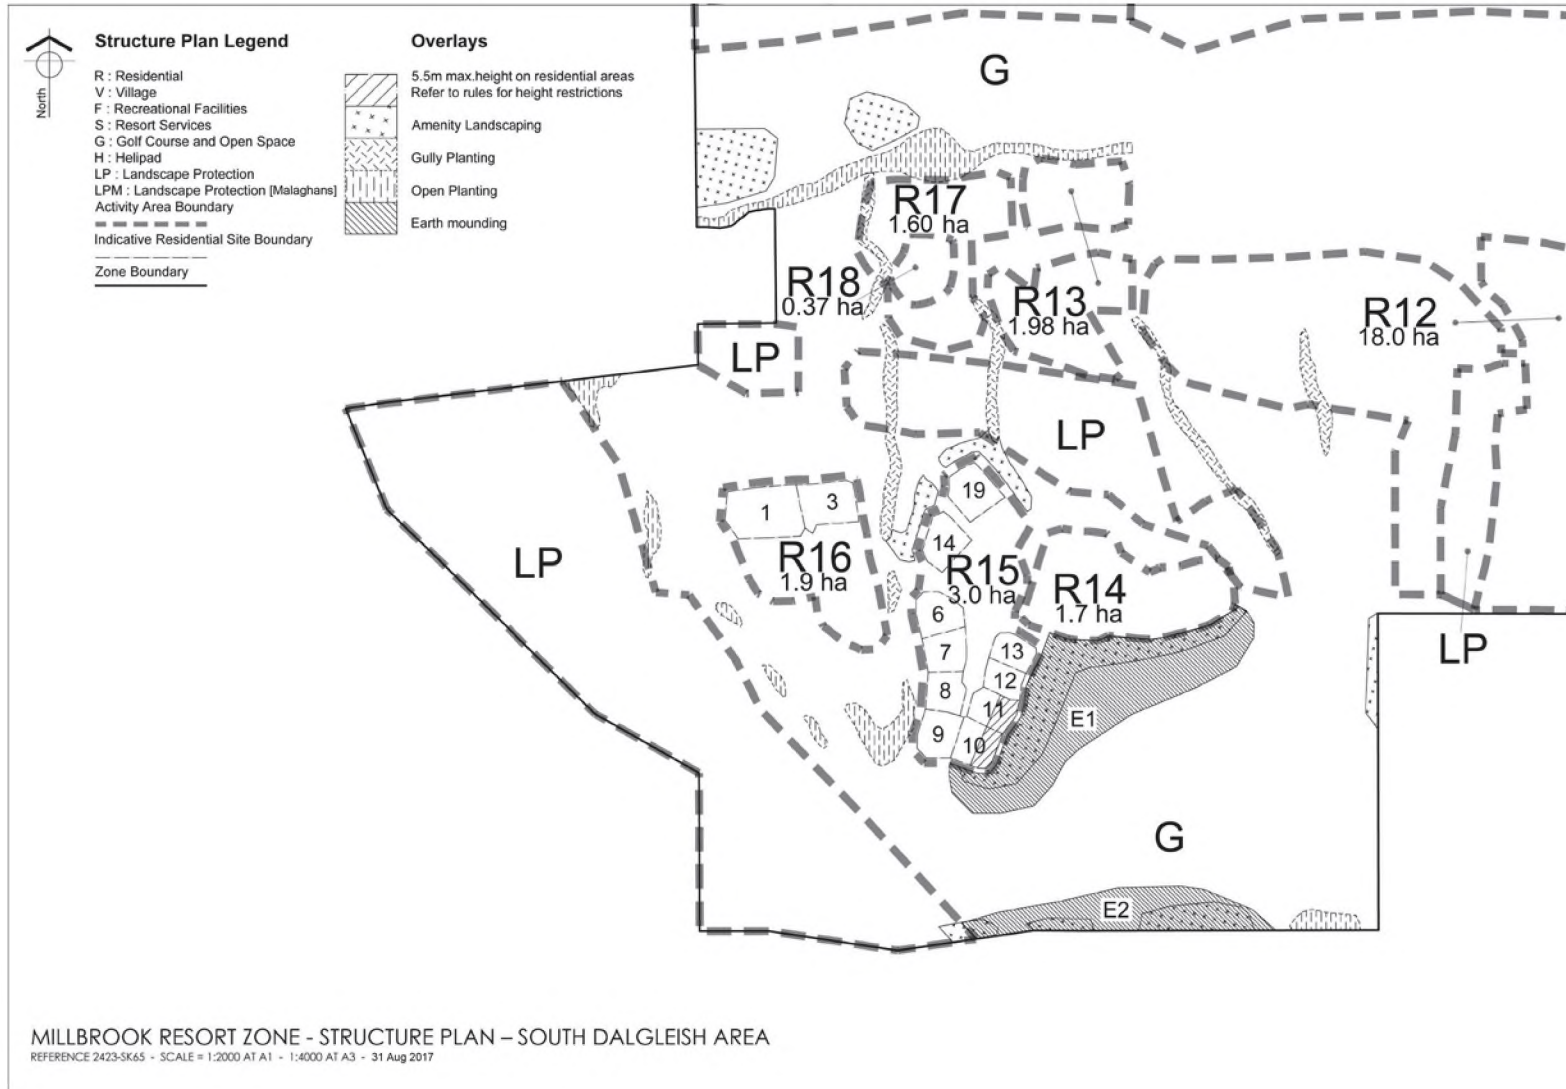 North
Structure Plan Legend
R : Residential
V : Village
F : Recreational Facilities
S : Resort Services
G : Golf Course and Open Space
H : Helipad
LP : Landscape Protection
LPM : Landscape Protection [Malaghans]
Activity Area Boundary
Indicative Residential Site Boundary
Zone Boundary
Overlays
5.5m max.height on residential areas
Refer to rules for height restrictions
Amenity Landscaping
Gully Planting
Open Planting
Earth mounding
G
R17
1.60 ha
R18
0.37 ha
R13
1.98 ha
R12
18.0 ha
LP
LP
LP
R16
1.9 ha
1
3
19
14
R15
3.0 ha
R14
1.7 ha
6
7
8
9
13
12
11
10
LP
E1
G
E2
MILLBROOK RESORT ZONE - STRUCTURE PLAN – SOUTH DALGLEISH AREA
REFERENCE 2423-SK65 - SCALE = 1:2000 AT A1 - 1:4000 AT A3 - 31 Aug 2017